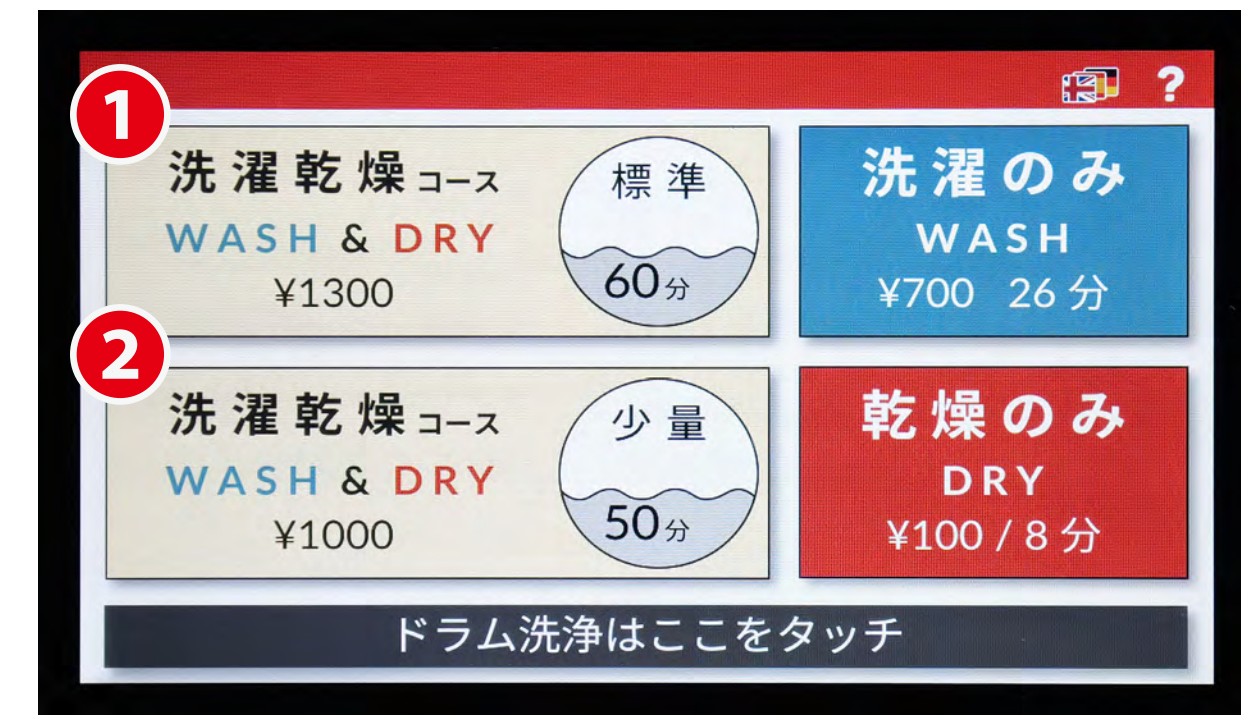 ?
1
洗濯乾燥コース
WASH & DRY
¥1300
標準
60分
洗濯のみ
WASH
¥700 26分
2
洗濯乾燥コース
WASH & DRY
¥1000
少量
50分
乾燥のみ
DRY
¥100 / 8分
ドラム洗浄はここをタッチ